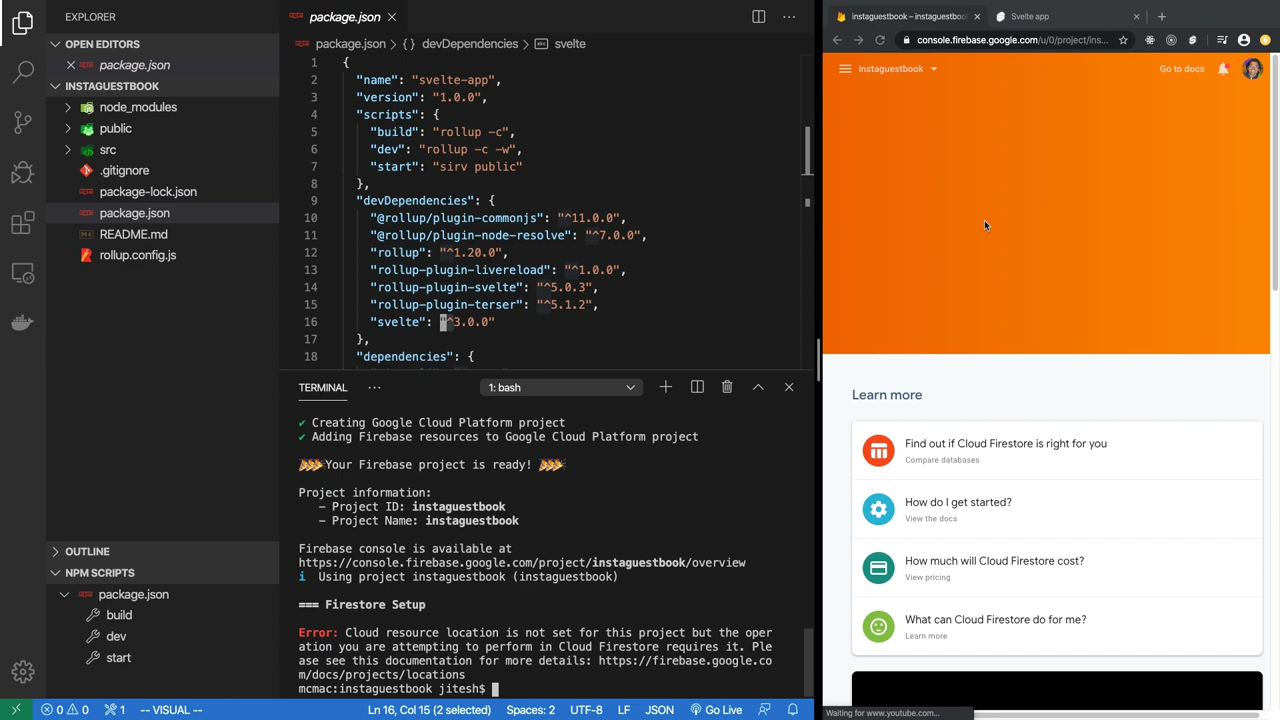 EXPLORER
OPEN EDITORS
package.json
INSTAGUESTBOOK
node_modules
public
src
.gitignore
package-lock.json
package.json
README.md
rollup.config.js
OUTLINE
NPM SCRIPTS
package.json
build
dev
start
package.json
package.json › {} devDependencies › abc svelte
1 {
2 "name": "svelte-app",
3 "version": "1.0.0",
4 "scripts": {
5 "build": "rollup -c",
6 "dev": "rollup -c -w",
7 "start": "sirv public"
8 },
9 "devDependencies": {
10 "@rollup/plugin-commonjs": "^11.0.0",
11 "@rollup/plugin-node-resolve": "^7.0.0",
12 "rollup": "^1.20.0",
13 "rollup-plugin-livereload": "^1.0.0",
14 "rollup-plugin-svelte": "^5.0.3",
15 "rollup-plugin-terser": "^5.1.2",
16 "svelte": "^3.0.0"
17 },
18 "dependencies": {
TERMINAL
1: bash
✔ Creating Google Cloud Platform project
✔ Adding Firebase resources to Google Cloud Platform project
🎉🎉🎉 Your Firebase project is ready! 🎉🎉🎉
Project information:
- Project ID: instaguestbook
- Project Name: instaguestbook
Firebase console is available at
https://console.firebase.google.com/project/instaguestbook/overview
i Using project instaguestbook (instaguestbook)
=== Firestore Setup
Error: Cloud resource location is not set for this project but the oper
ation you are attempting to perform in Cloud Firestore requires it. Ple
ase see this documentation for more details: https://firebase.google.co
m/docs/projects/locations
mcmac:instaguestbook jitesh$
0 0 1 -- VISUAL -- Ln 16, Col 15 (2 selected) Spaces: 2 UTF-8 LF JSON Go Live
instaguestbook – instaguestboo
Svelte app
console.firebase.google.com/u/0/project/ins...
instaguestbook
Go to docs
Learn more
Find out if Cloud Firestore is right for you
Compare databases
How do I get started?
View the docs
How much will Cloud Firestore cost?
View pricing
What can Cloud Firestore do for me?
Learn more
Waiting for www.youtube.com...